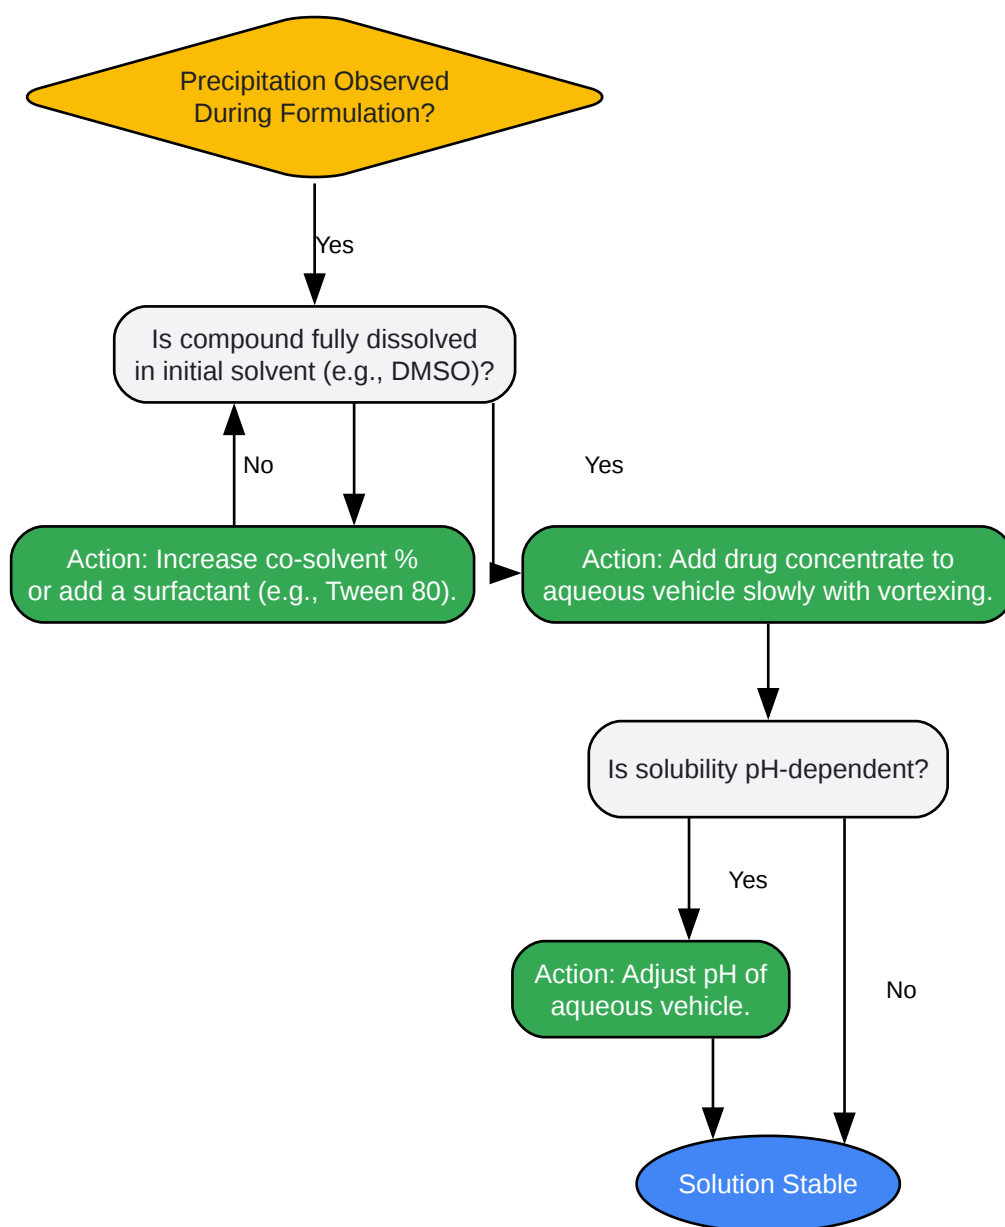 Precipitation Observed
During Formulation?
Yes
Is compound fully dissolved
in initial solvent (e.g., DMSO)?
No
Yes
Action: Increase co-solvent %
or add a surfactant (e.g., Tween 80).
Action: Add drug concentrate to
aqueous vehicle slowly with vortexing.
Is solubility pH-dependent?
Yes
Action: Adjust pH of
aqueous vehicle.
No
Solution Stable